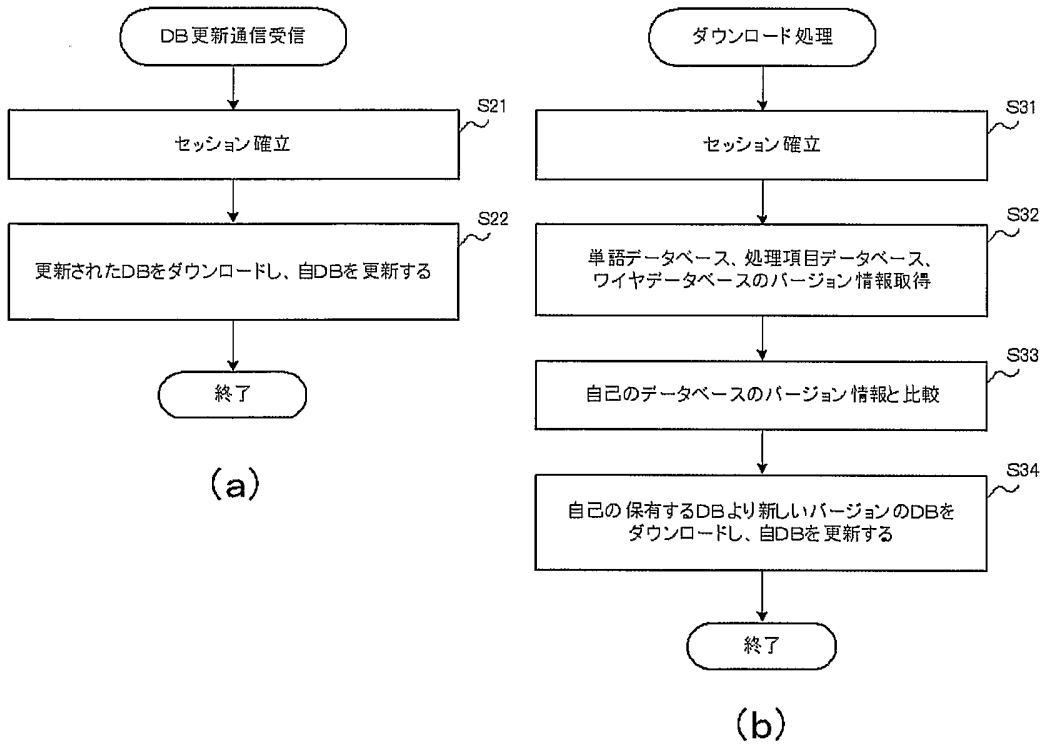 DB更新通信受信
S21
セッション確立
S22
更新されたDBをダウンロードし、自DBを更新する
終了
(a)
ダウンロード処理
S31
セッション確立
S32
単語データベース、処理項目データベース、
ワイヤデータベースのバージョン情報取得
S33
自己のデータベースのバージョン情報と比較
S34
自己の保有するDBより新しいバージョンのDBを
ダウンロードし、自DBを更新する
終了
(b)